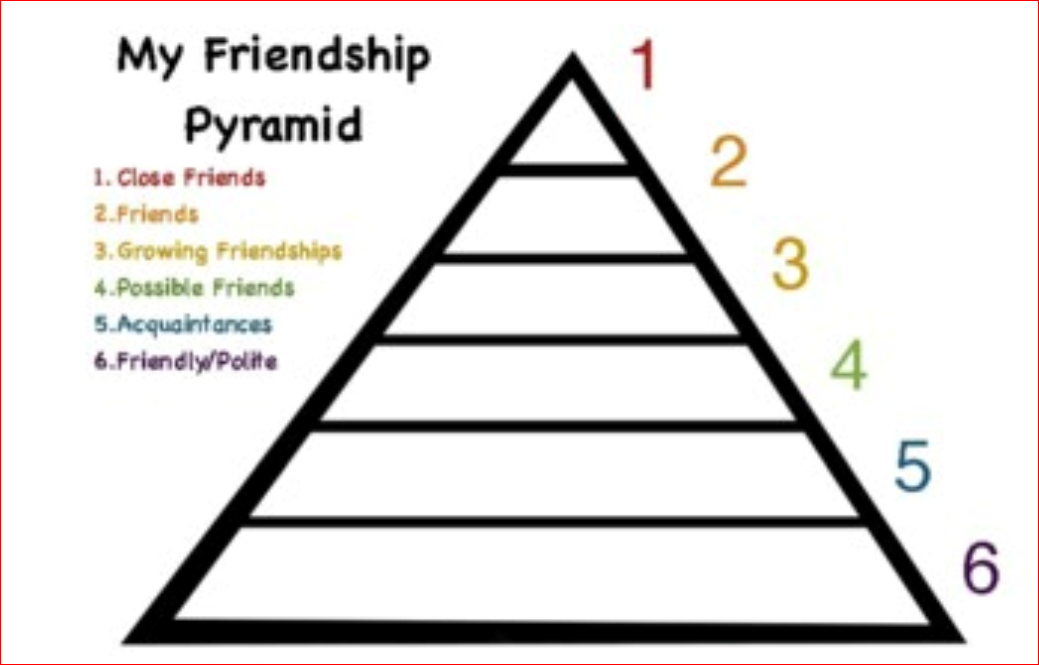 My Friendship
Pyramid
1. Close Friends
2.Friends
3.Growing Friendships
4.Possible Friends
5.Acquaintances
6.Friendly/Polite
1
2
3
4
5
6